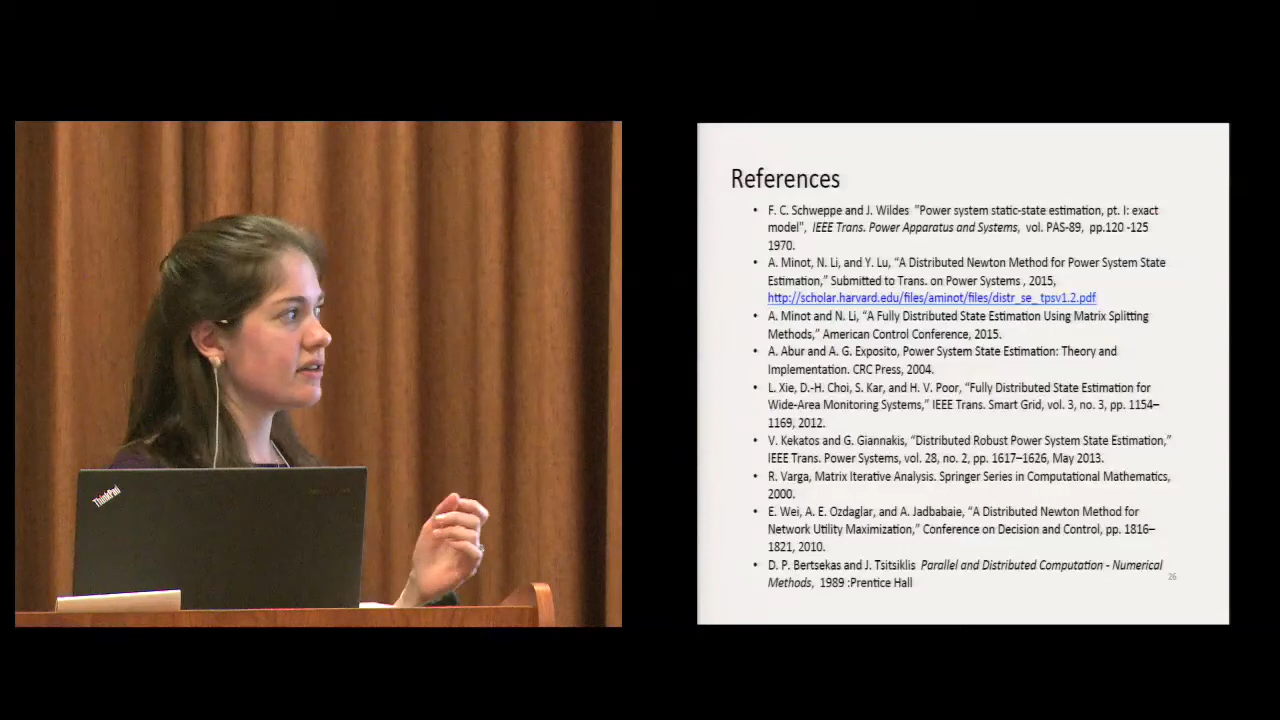 ThinkPad
References
• F. C. Schweppe and J. Wildes "Power system static-state estimation, pt. I: exact
model", IEEE Trans. Power Apparatus and Systems, vol. PAS-89, pp.120 -125
1970.
• A. Minot, N. Li, and Y. Lu, “A Distributed Newton Method for Power System State
Estimation,” Submitted to Trans. on Power Systems , 2015,
http://scholar.harvard.edu/files/aminot/files/distr_se_tpsv1.2.pdf
• A. Minot and N. Li, “A Fully Distributed State Estimation Using Matrix Splitting
Methods,” American Control Conference, 2015.
• A. Abur and A. G. Exposito, Power System State Estimation: Theory and
Implementation. CRC Press, 2004.
• L. Xie, D.-H. Choi, S. Kar, and H. V. Poor, “Fully Distributed State Estimation for
Wide-Area Monitoring Systems,” IEEE Trans. Smart Grid, vol. 3, no. 3, pp. 1154–
1169, 2012.
• V. Kekatos and G. Giannakis, “Distributed Robust Power System State Estimation,”
IEEE Trans. Power Systems, vol. 28, no. 2, pp. 1617–1626, May 2013.
• R. Varga, Matrix Iterative Analysis. Springer Series in Computational Mathematics,
2000.
• E. Wei, A. E. Ozdaglar, and A. Jadbabaie, “A Distributed Newton Method for
Network Utility Maximization,” Conference on Decision and Control, pp. 1816–
1821, 2010.
• D. P. Bertsekas and J. Tsitsiklis Parallel and Distributed Computation - Numerical
Methods, 1989 :Prentice Hall
26